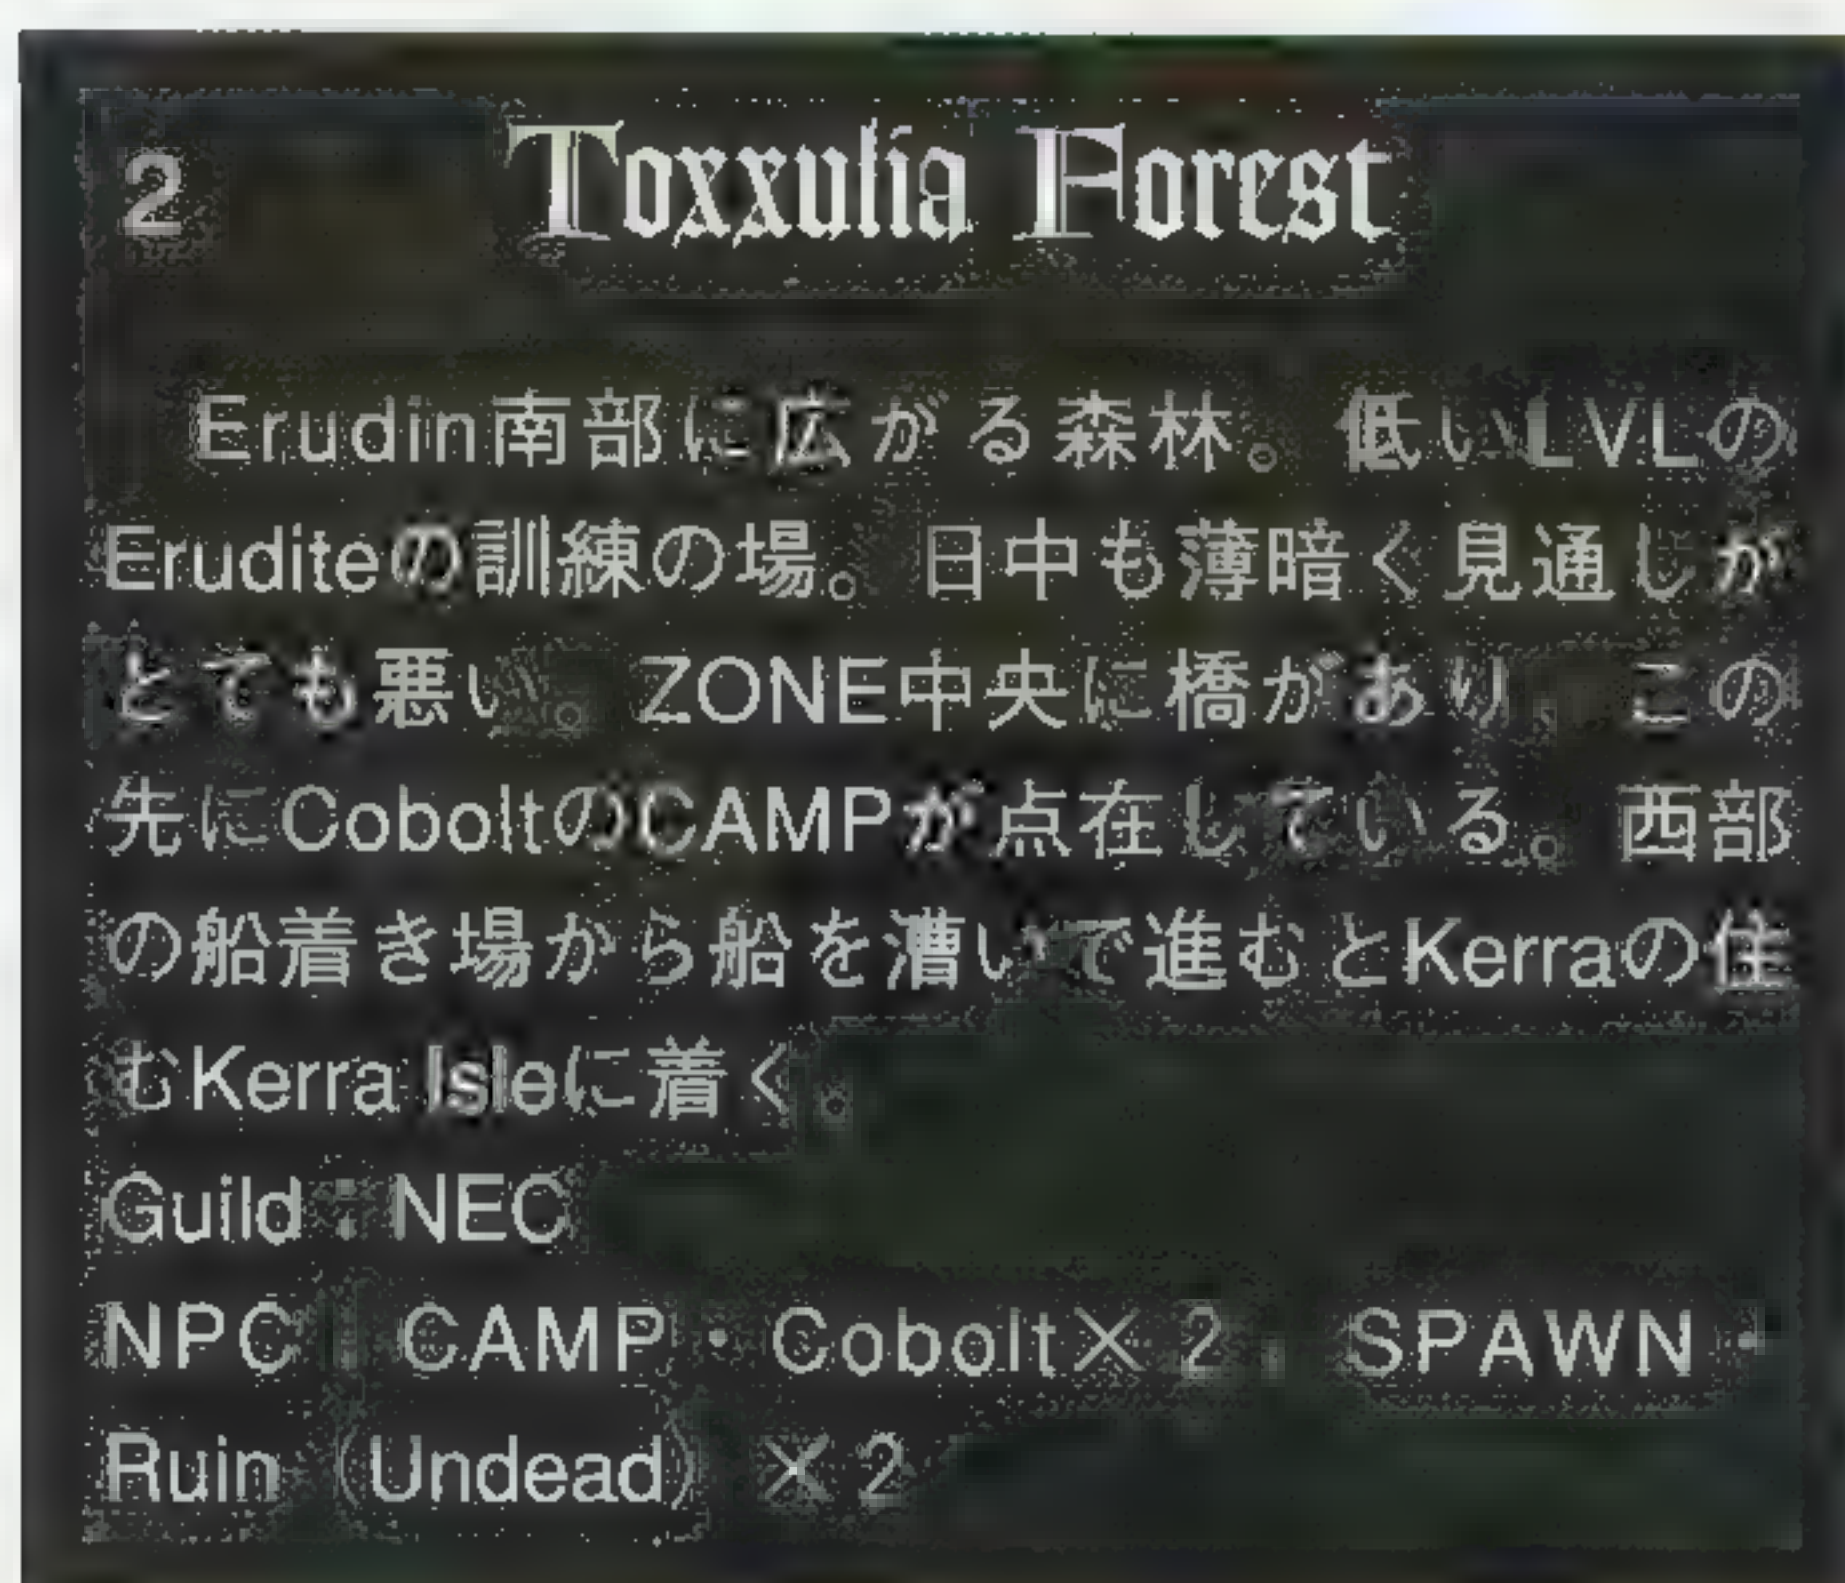 2
Toxxulia Forest
Erudin南部に広がる森林。低いLVLの
Eruditeの訓練の場。日中も薄暗く見通しが
とても悪い。ZONE中央に橋があり、この
先にCoboltのCAMPが点在している。西部
の船着き場から船を漕いで進むとKerraの住
むKerra Isleに着く。
Guild：NEC
NPC：CAMP・Cobolt×2，SPAWN・
Ruin（Undead）×2